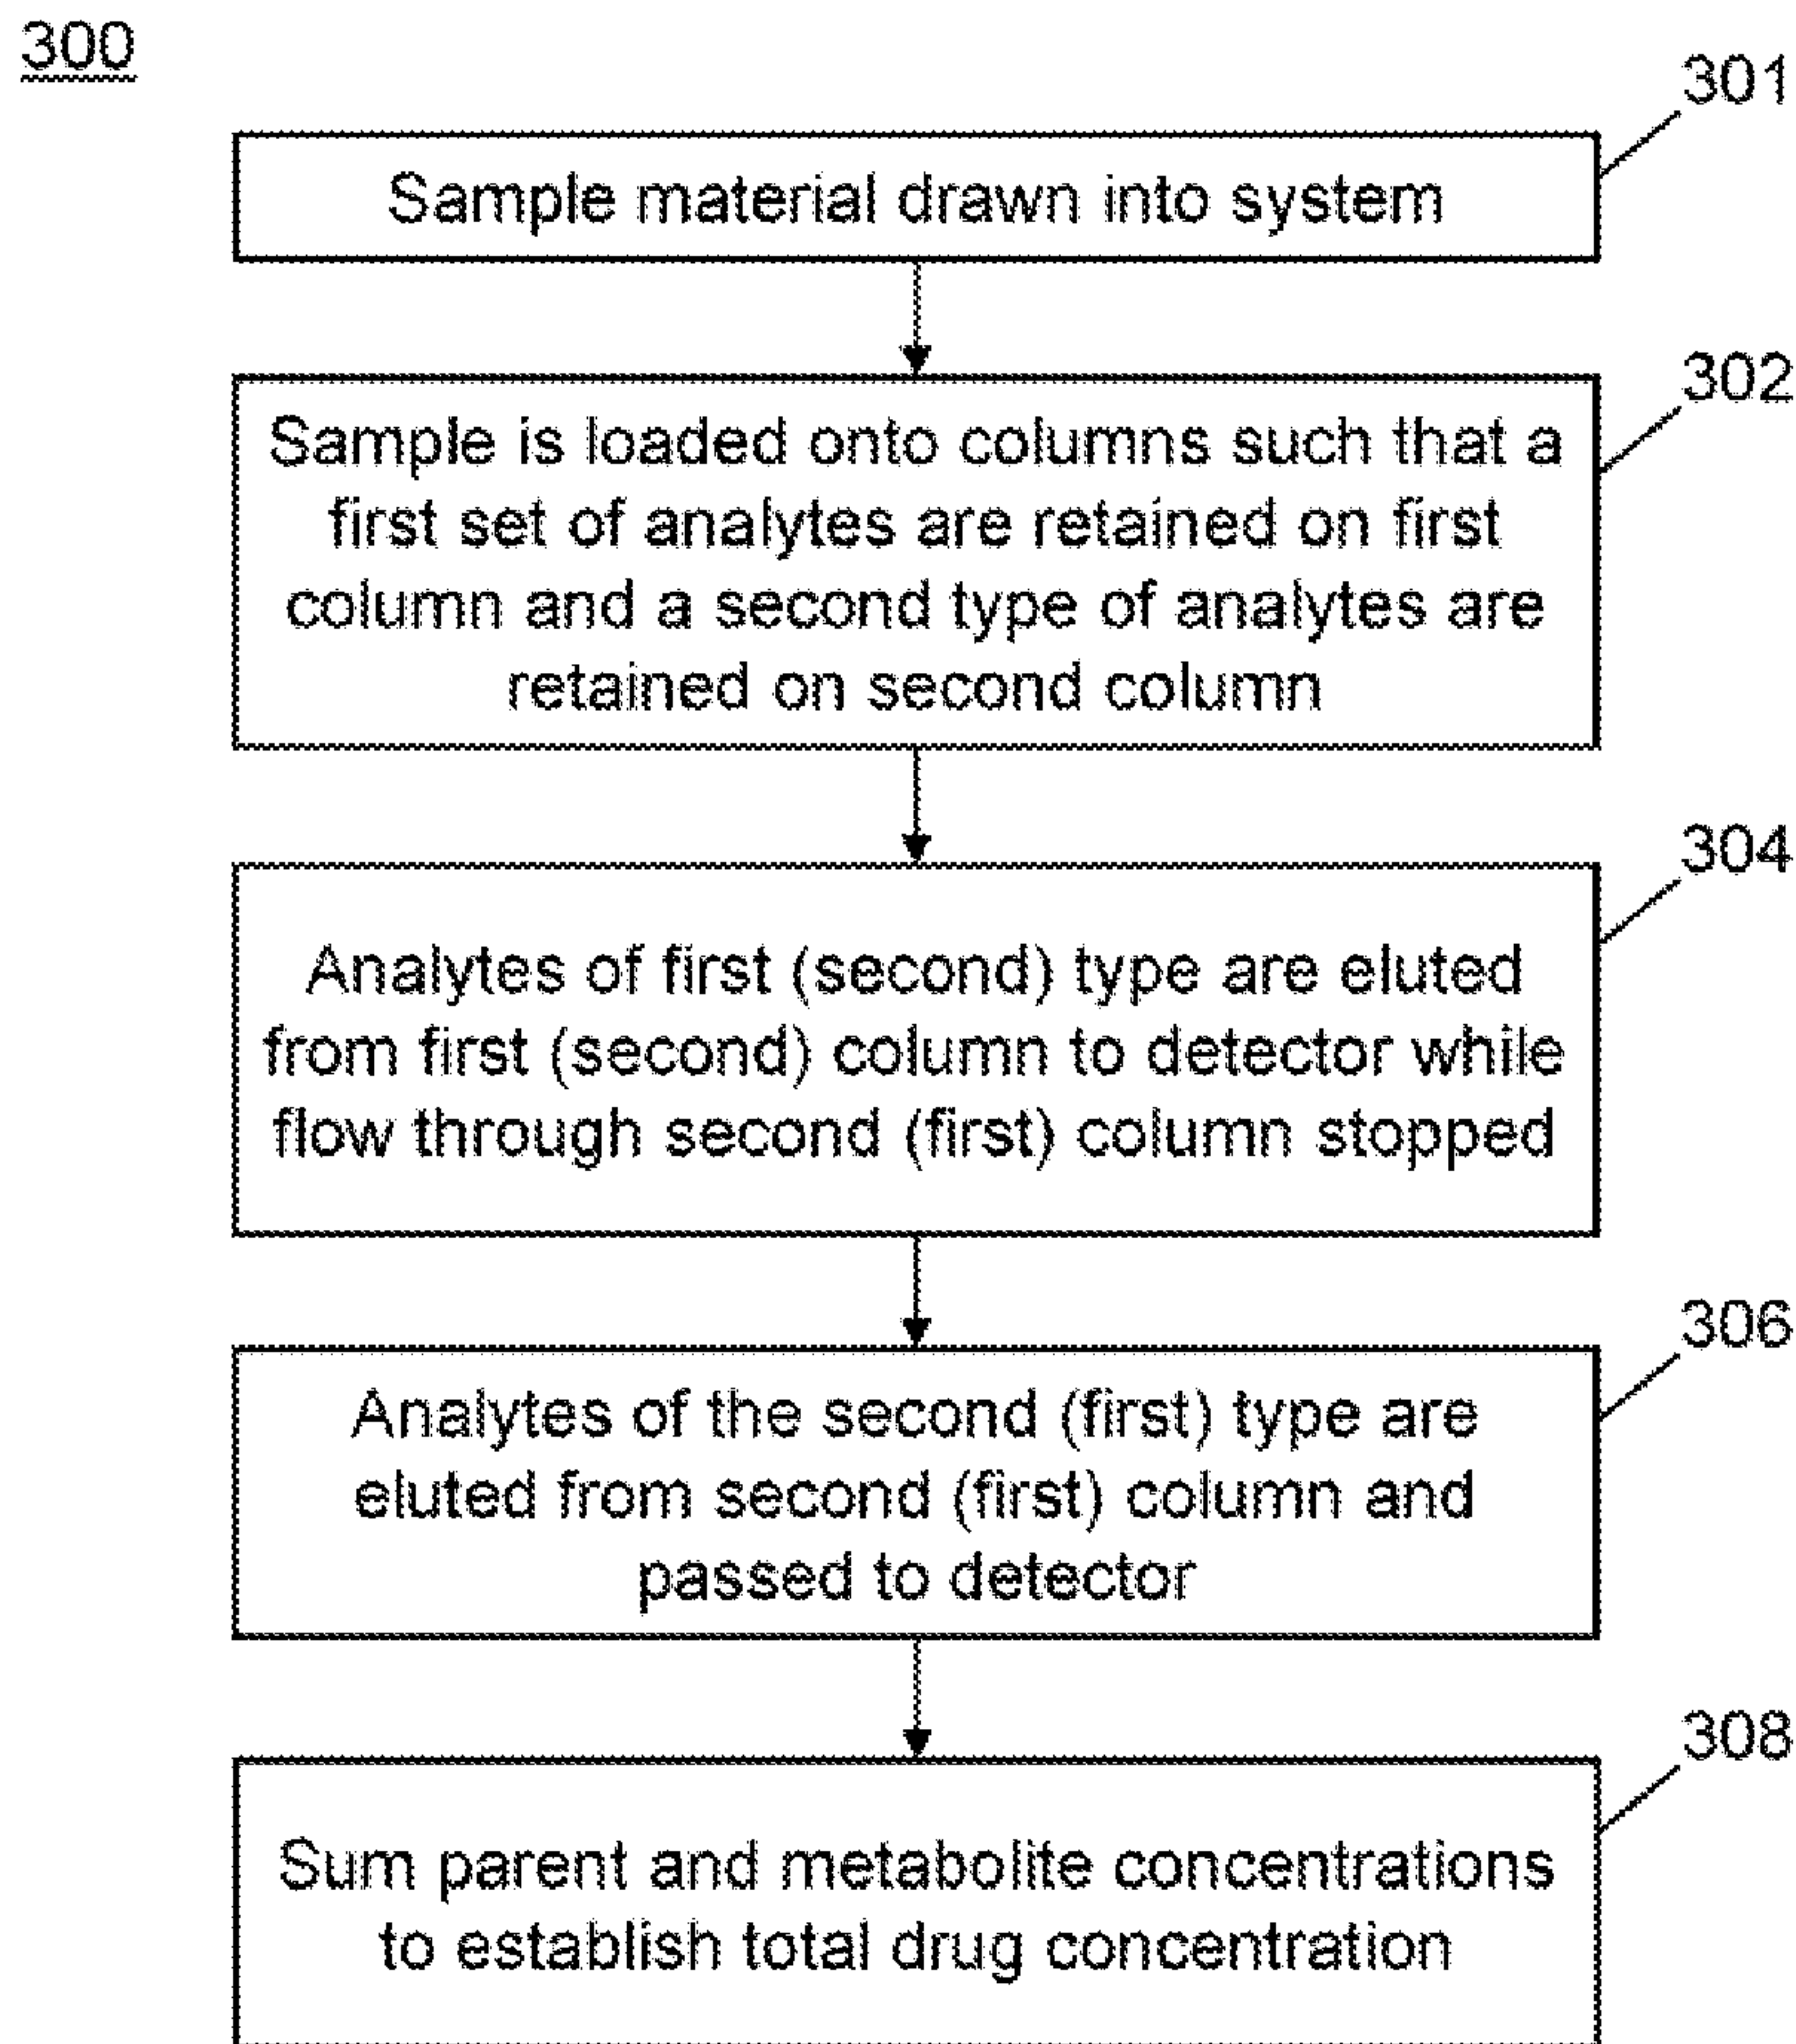 300
301
Sample material drawn into system
302
Sample is loaded onto columns such that a
first set of analytes are retained on first
column and a second type of analytes are
retained on second column
304
Analytes of first (second) type are eluted
from first (second) column to detector while
flow through second (first) column stopped
306
Analytes of the second (first) type are
eluted from second (first) column and
passed to detector
308
Sum parent and metabolite concentrations
to establish total drug concentration